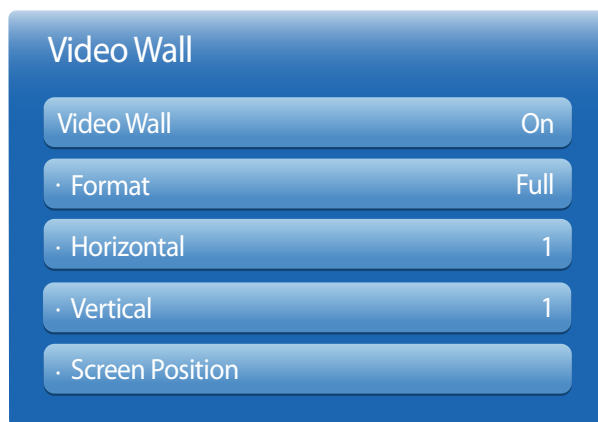 Video Wall
Video Wall On
· Format Full
· Horizontal 1
· Vertical 1
· Screen Position